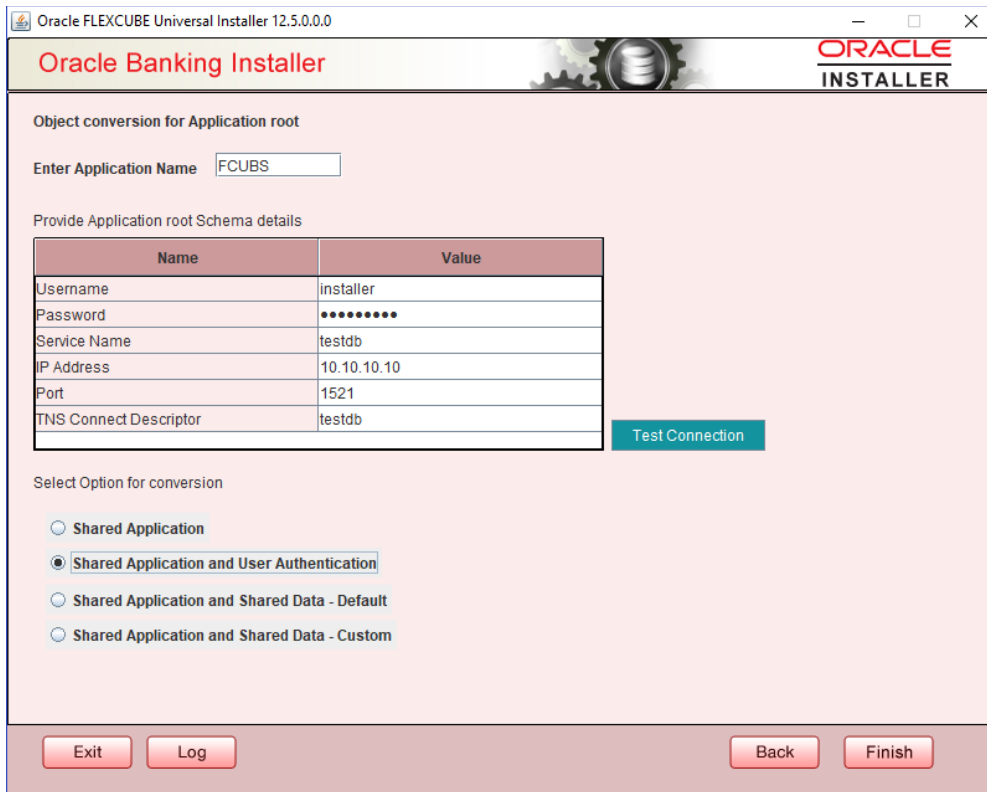 Oracle FLEXCUBE Universal Installer 12.5.0.0.0
Oracle Banking Installer
ORACLE
INSTALLER
Object conversion for Application root
Enter Application Name FCUBS
Provide Application root Schema details
Name Value
Username installer
Password •••••••••
Service Name testdb
IP Address 10.10.10.10
Port 1521
TNS Connect Descriptor testdb
Test Connection
Select Option for conversion
Shared Application
Shared Application and User Authentication
Shared Application and Shared Data - Default
Shared Application and Shared Data - Custom
Exit Log Back Finish